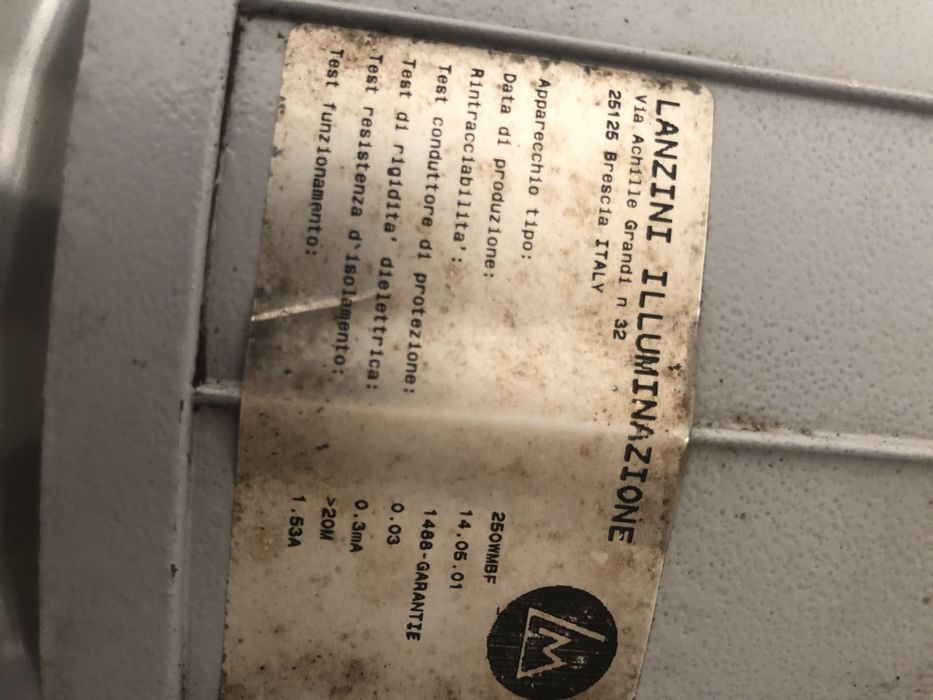 LANZINI ILLUMINAZIONE
Via Achille Grandi n 32
25125 Brescia ITALY
Apparecchio tipo: 250WMBF
Data di produzione: 14.05.01
Rintracciabilita': 1488-GARANTIE
Test conduttore di protezione: 0.03
Test di rigidita' dielettrica: 0.3mA
Test resistenza d'isolamento: >20M
Test funzionamento: 1.53A